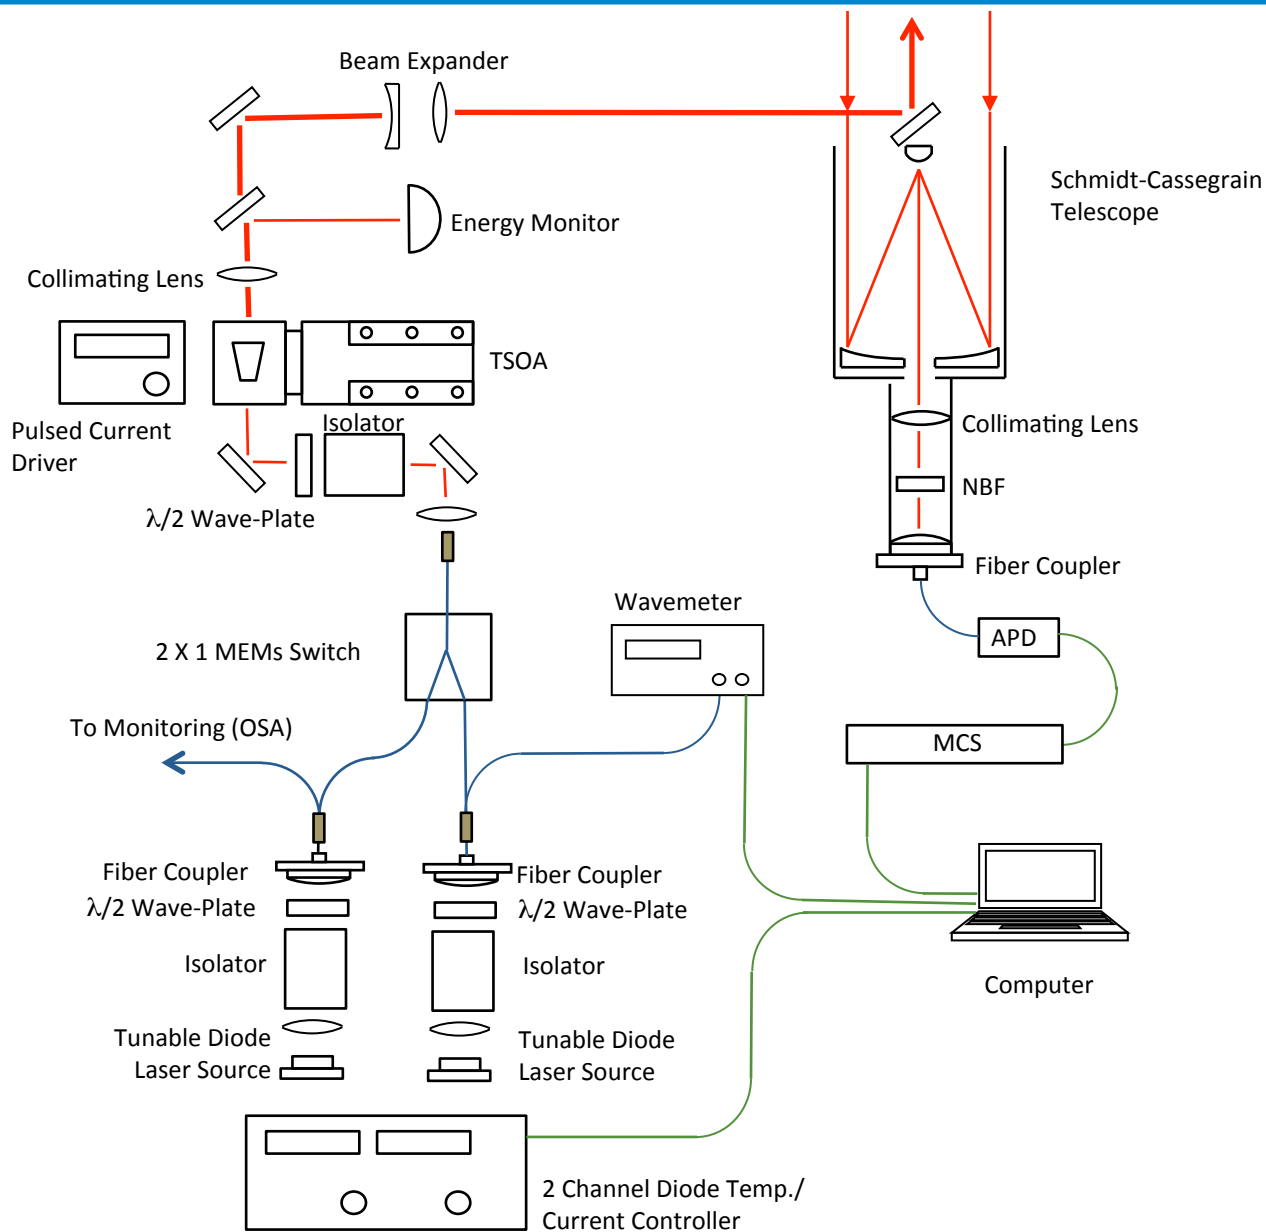 Beam Expander
Schmidt-Cassegrain
Telescope
Energy Monitor
Collimating Lens
TSOA
Pulsed Current
Driver
Isolator
Collimating Lens
NBF
λ/2 Wave-Plate
Fiber Coupler
Wavemeter
APD
2 X 1 MEMs Switch
To Monitoring (OSA)
MCS
Fiber Coupler
Fiber Coupler
λ/2 Wave-Plate
λ/2 Wave-Plate
Isolator
Isolator
Computer
Tunable Diode
Laser Source
Tunable Diode
Laser Source
2 Channel Diode Temp./
Current Controller